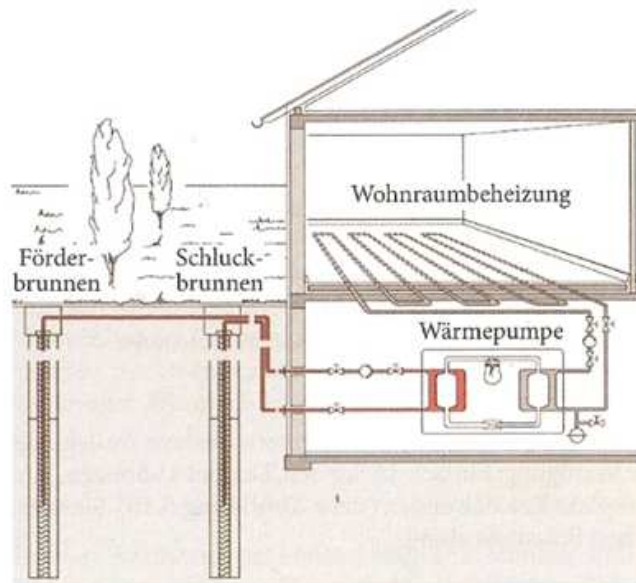 Wohnraumbeheizung
Förder-
brunnen
Schluck-
brunnen
Wärmepumpe